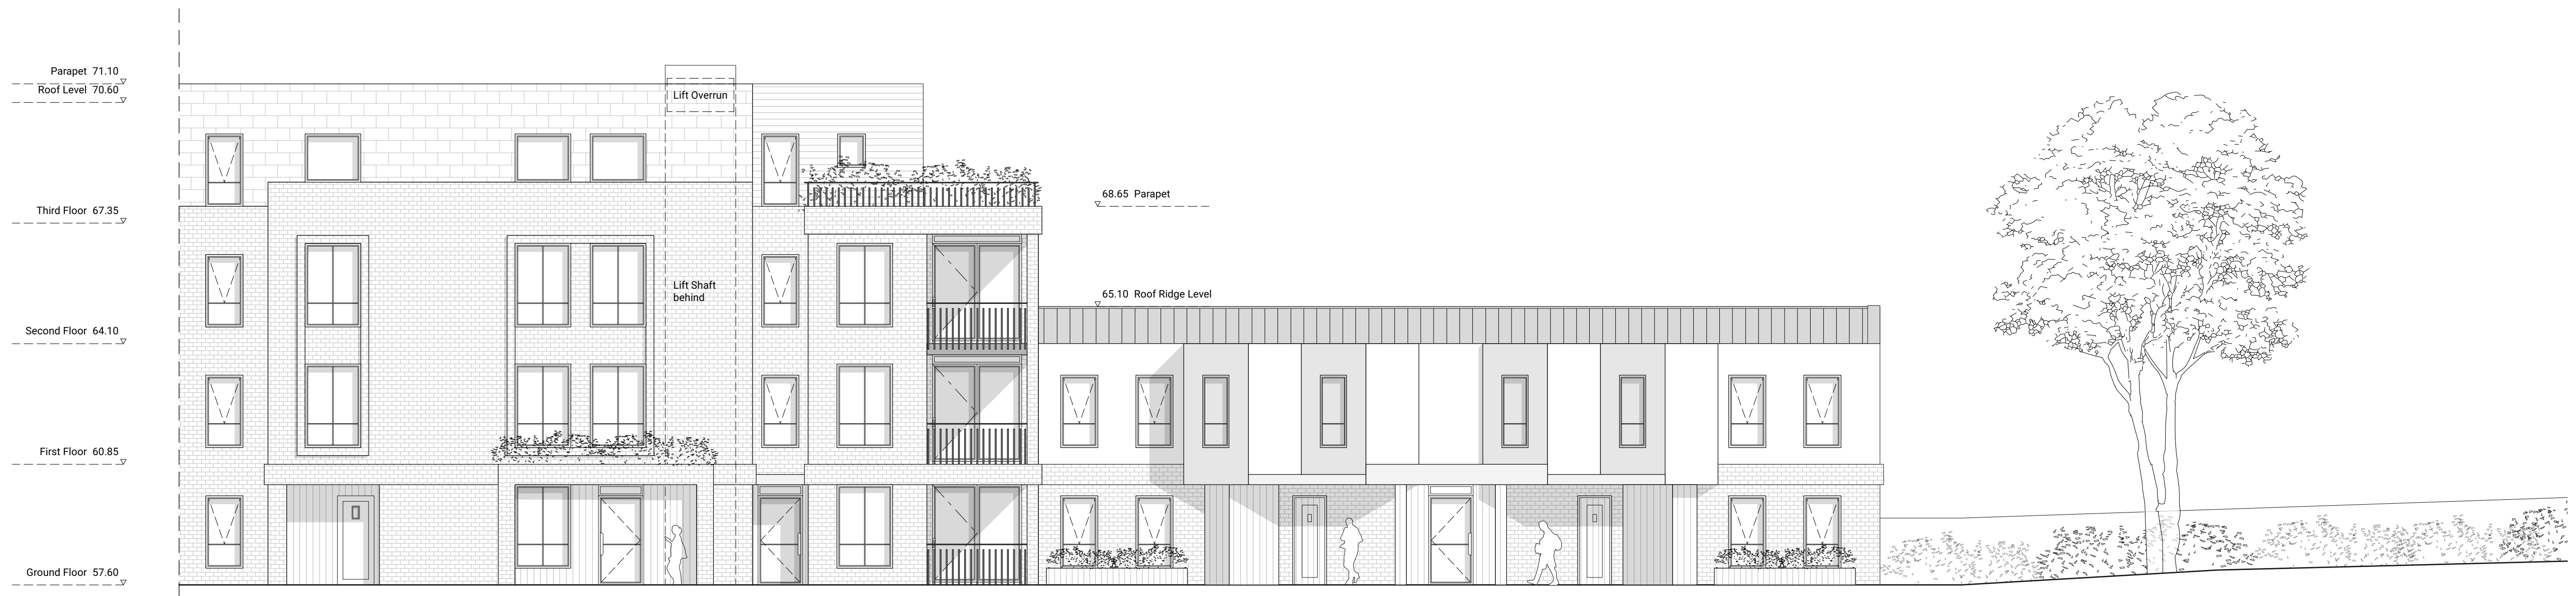 Parapet 71.10
Roof Level 70.60
Lift Overrun
68.65 Parapet
Third Floor 67.35
Lift Shaft
behind
65.10 Roof Ridge Level
Second Floor 64.10
First Floor 60.85
Ground Floor 57.60